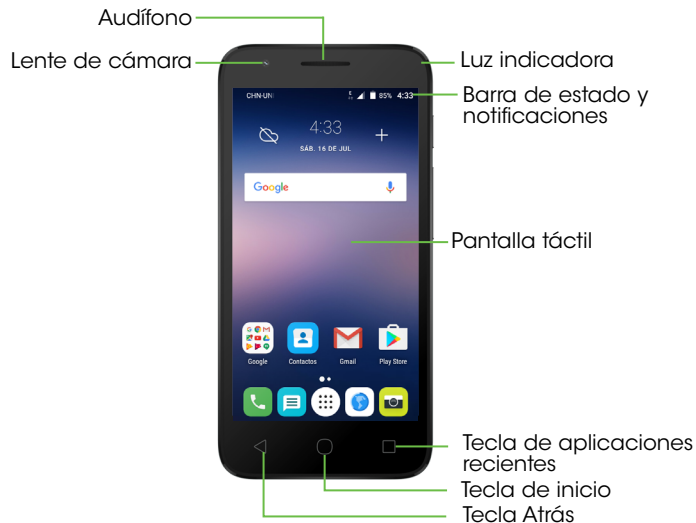 Audífono
Lente de cámara
Luz indicadora
Barra de estado y
notificaciones
CHN-UN
E
85% 4:33
4:33
SÁB. 16 DE JUL
Google
Pantalla táctil
Google
Contactos
Gmail
Play Store
Tecla de aplicaciones
recientes
Tecla de inicio
Tecla Atrás